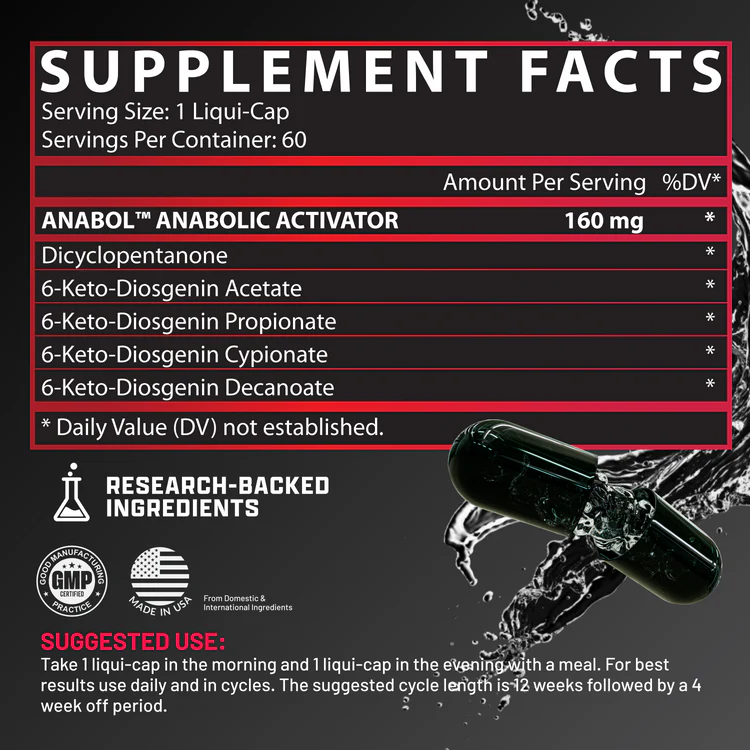 SUPPLEMENT FACTS
Serving Size: 1 Liqui-Cap
Servings Per Container: 60
Amount Per Serving %DV*
ANABOL™ ANABOLIC ACTIVATOR 160 mg *
Dicyclopentanone *
6-Keto-Diosgenin Acetate *
6-Keto-Diosgenin Propionate *
6-Keto-Diosgenin Cypionate *
6-Keto-Diosgenin Decanoate *
* Daily Value (DV) not established.
RESEARCH-BACKED
INGREDIENTS
GOOD MANUFACTURING
GMP
CERTIFIED
PRACTICE
MADE IN USA
From Domestic &
International Ingredients
SUGGESTED USE:
Take 1 liqui-cap in the morning and 1 liqui-cap in the evening with a meal. For best
results use daily and in cycles. The suggested cycle length is 12 weeks followed by a 4
week off period.